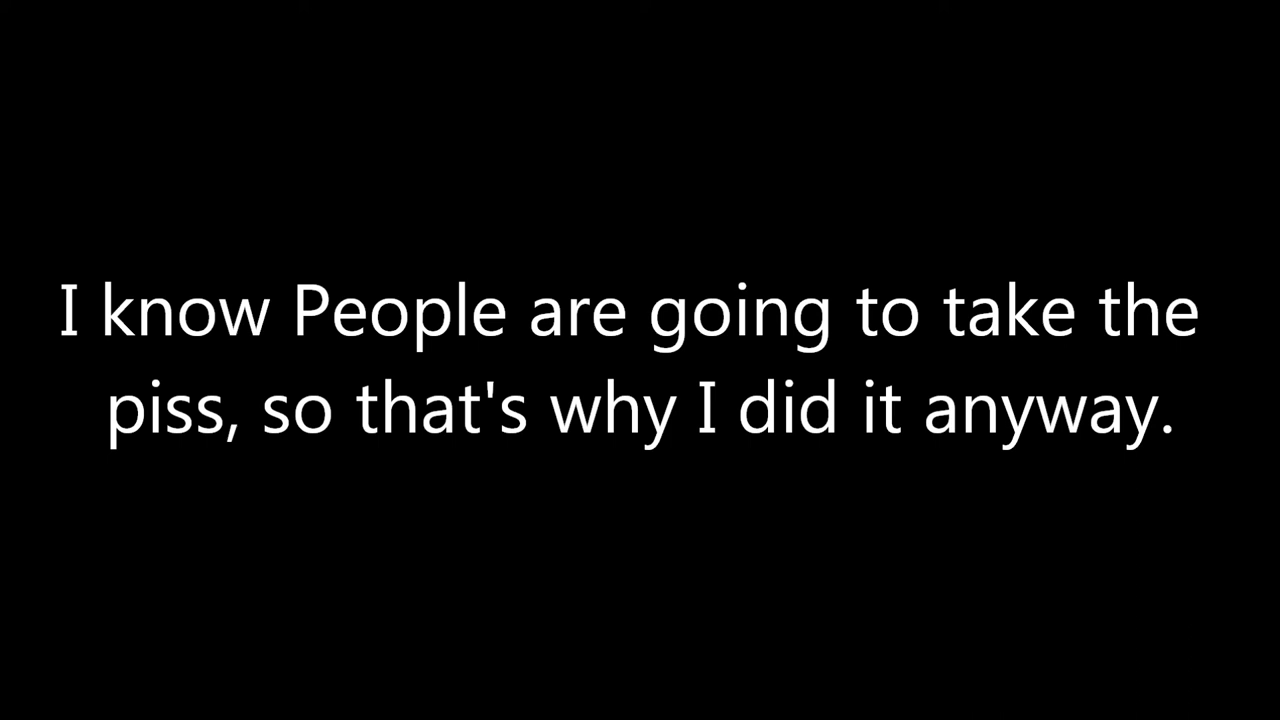 I know People are going to take the
piss, so that's why I did it anyway.